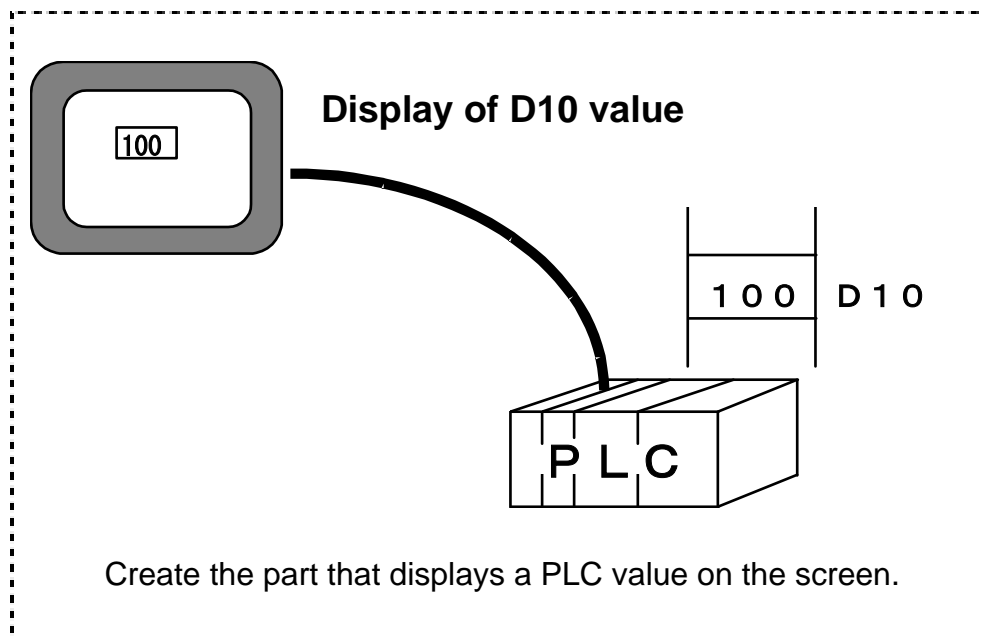 Display of D10 value
100
１００ Ｄ１０
ＰＬＣ
Create the part that displays a PLC value on the screen.